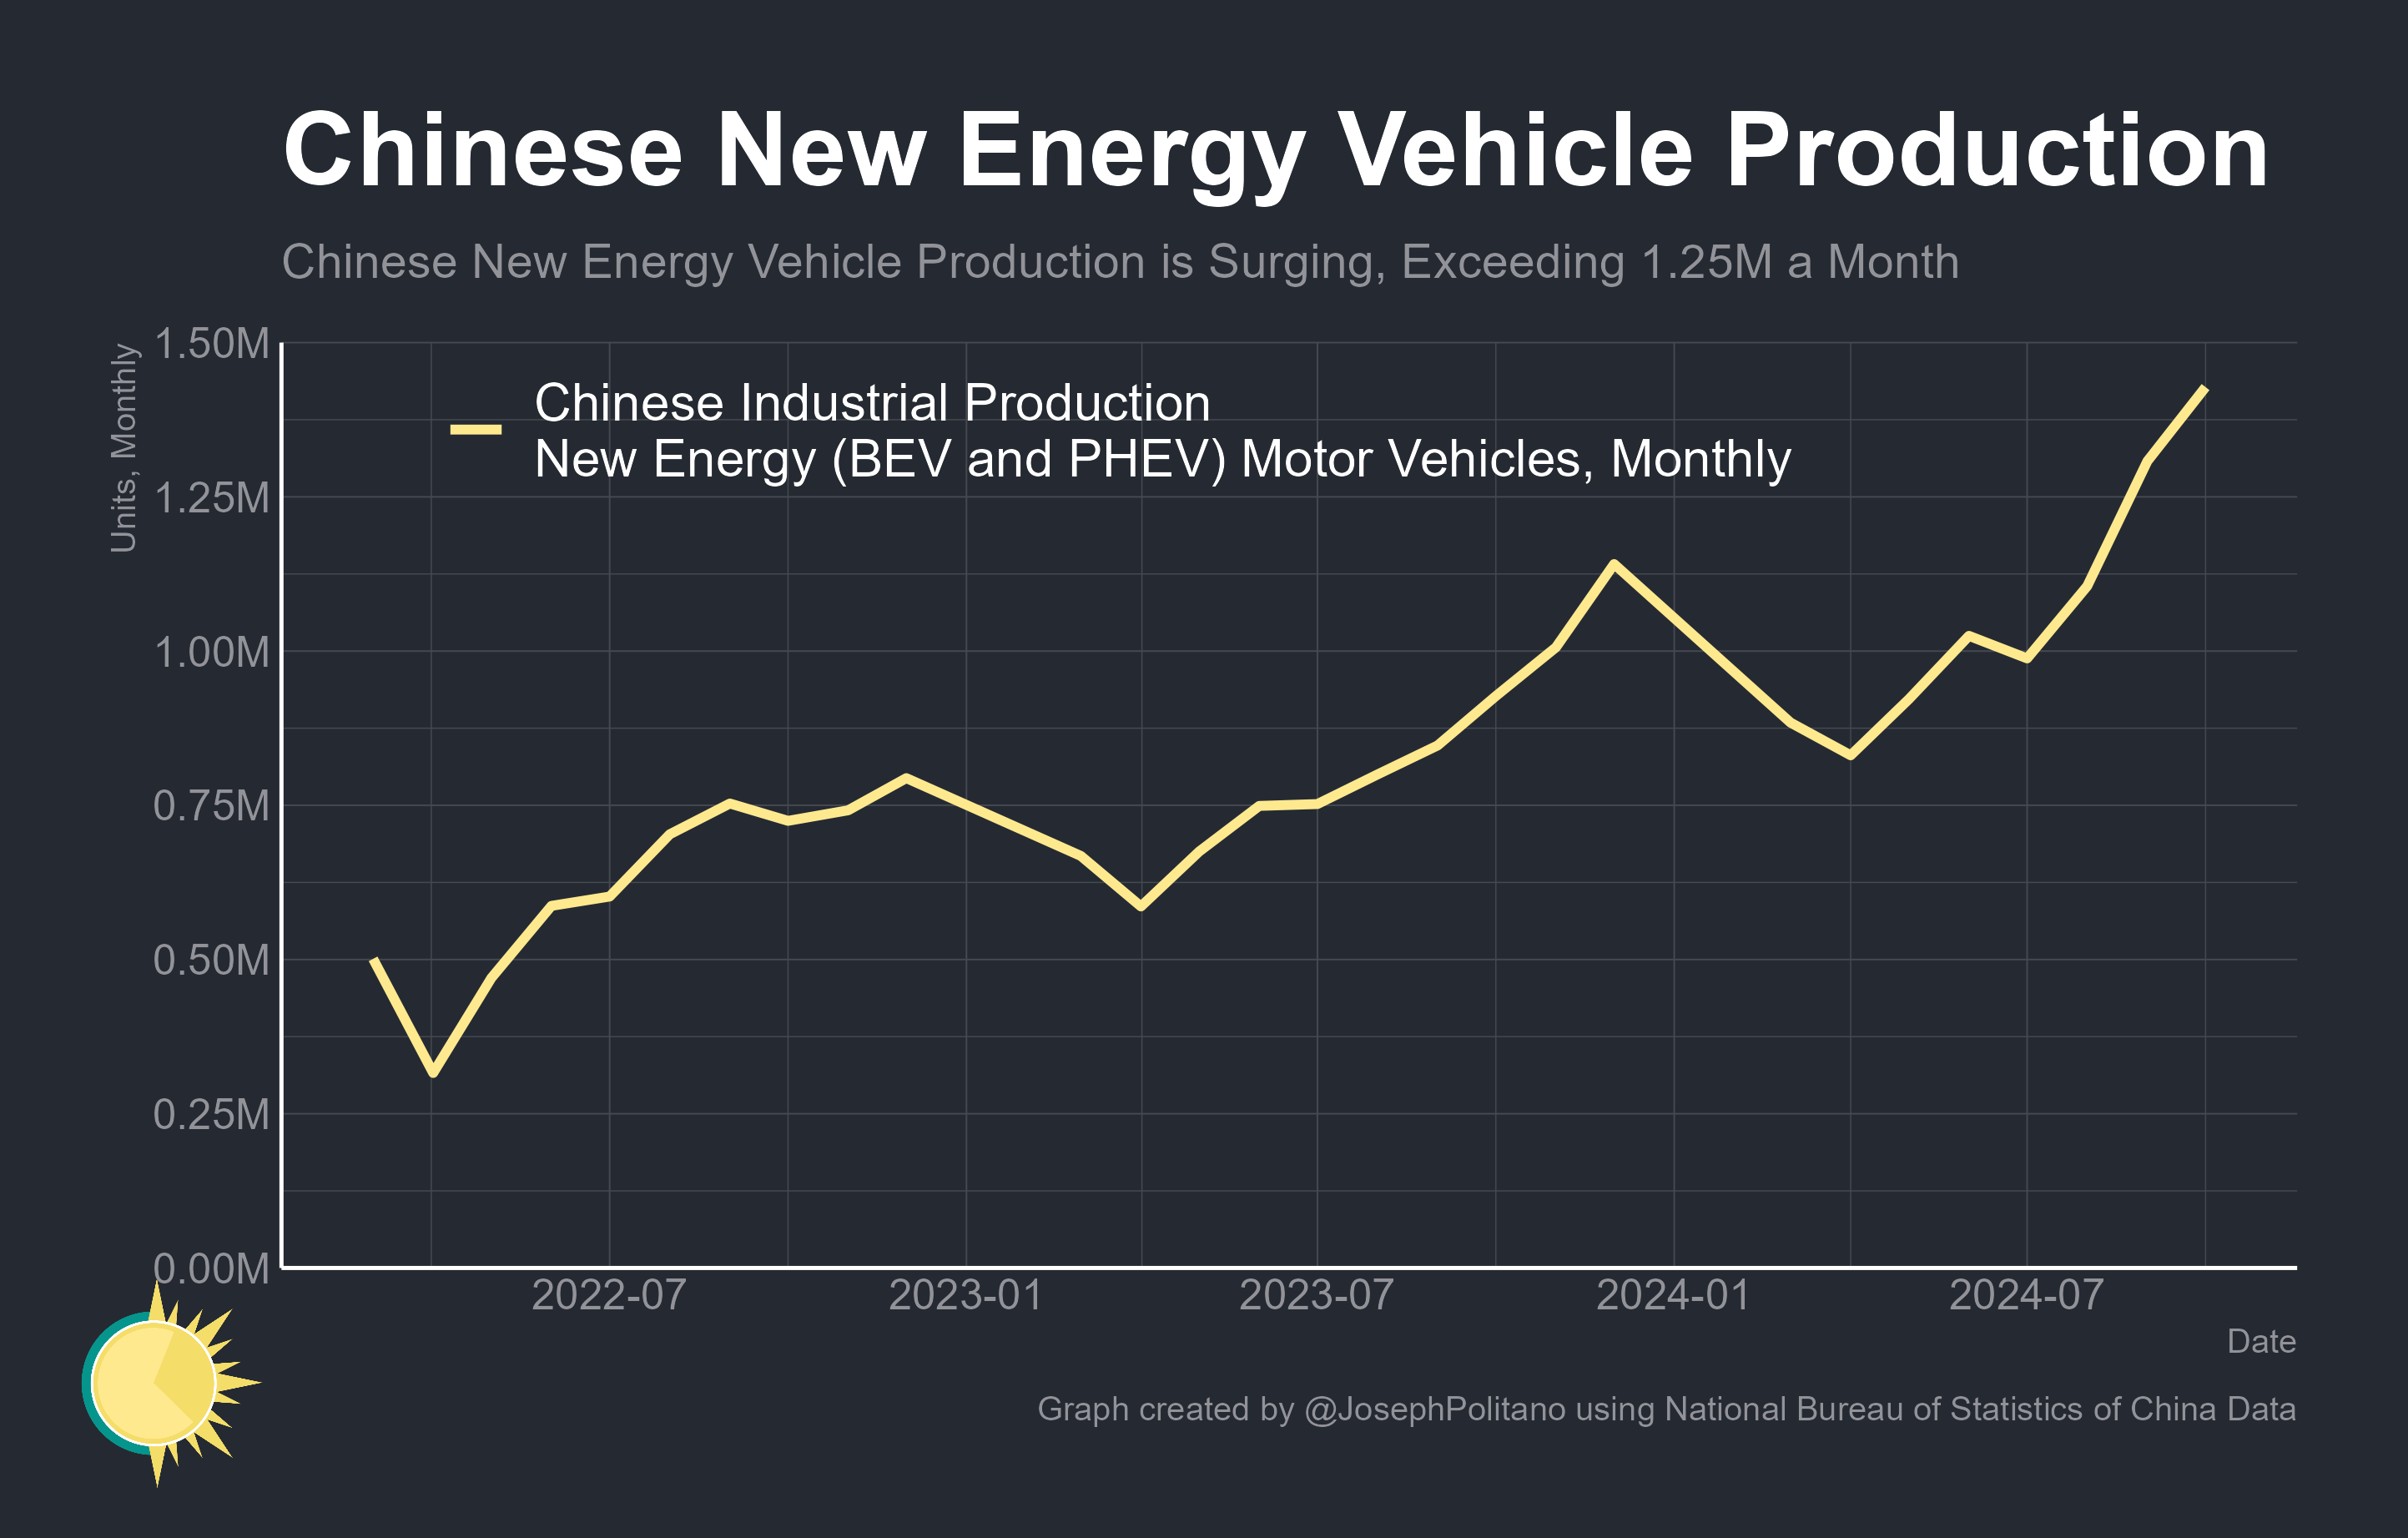 Chinese New Energy Vehicle Production
Chinese New Energy Vehicle Production is Surging, Exceeding 1.25M a Month
Units, Monthly
1.50M
1.25M
1.00M
0.75M
0.50M
0.25M
0.00M
Chinese Industrial Production
New Energy (BEV and PHEV) Motor Vehicles, Monthly
2022-07
2023-01
2023-07
2024-01
2024-07
Date
Graph created by @JosephPolitano using National Bureau of Statistics of China Data